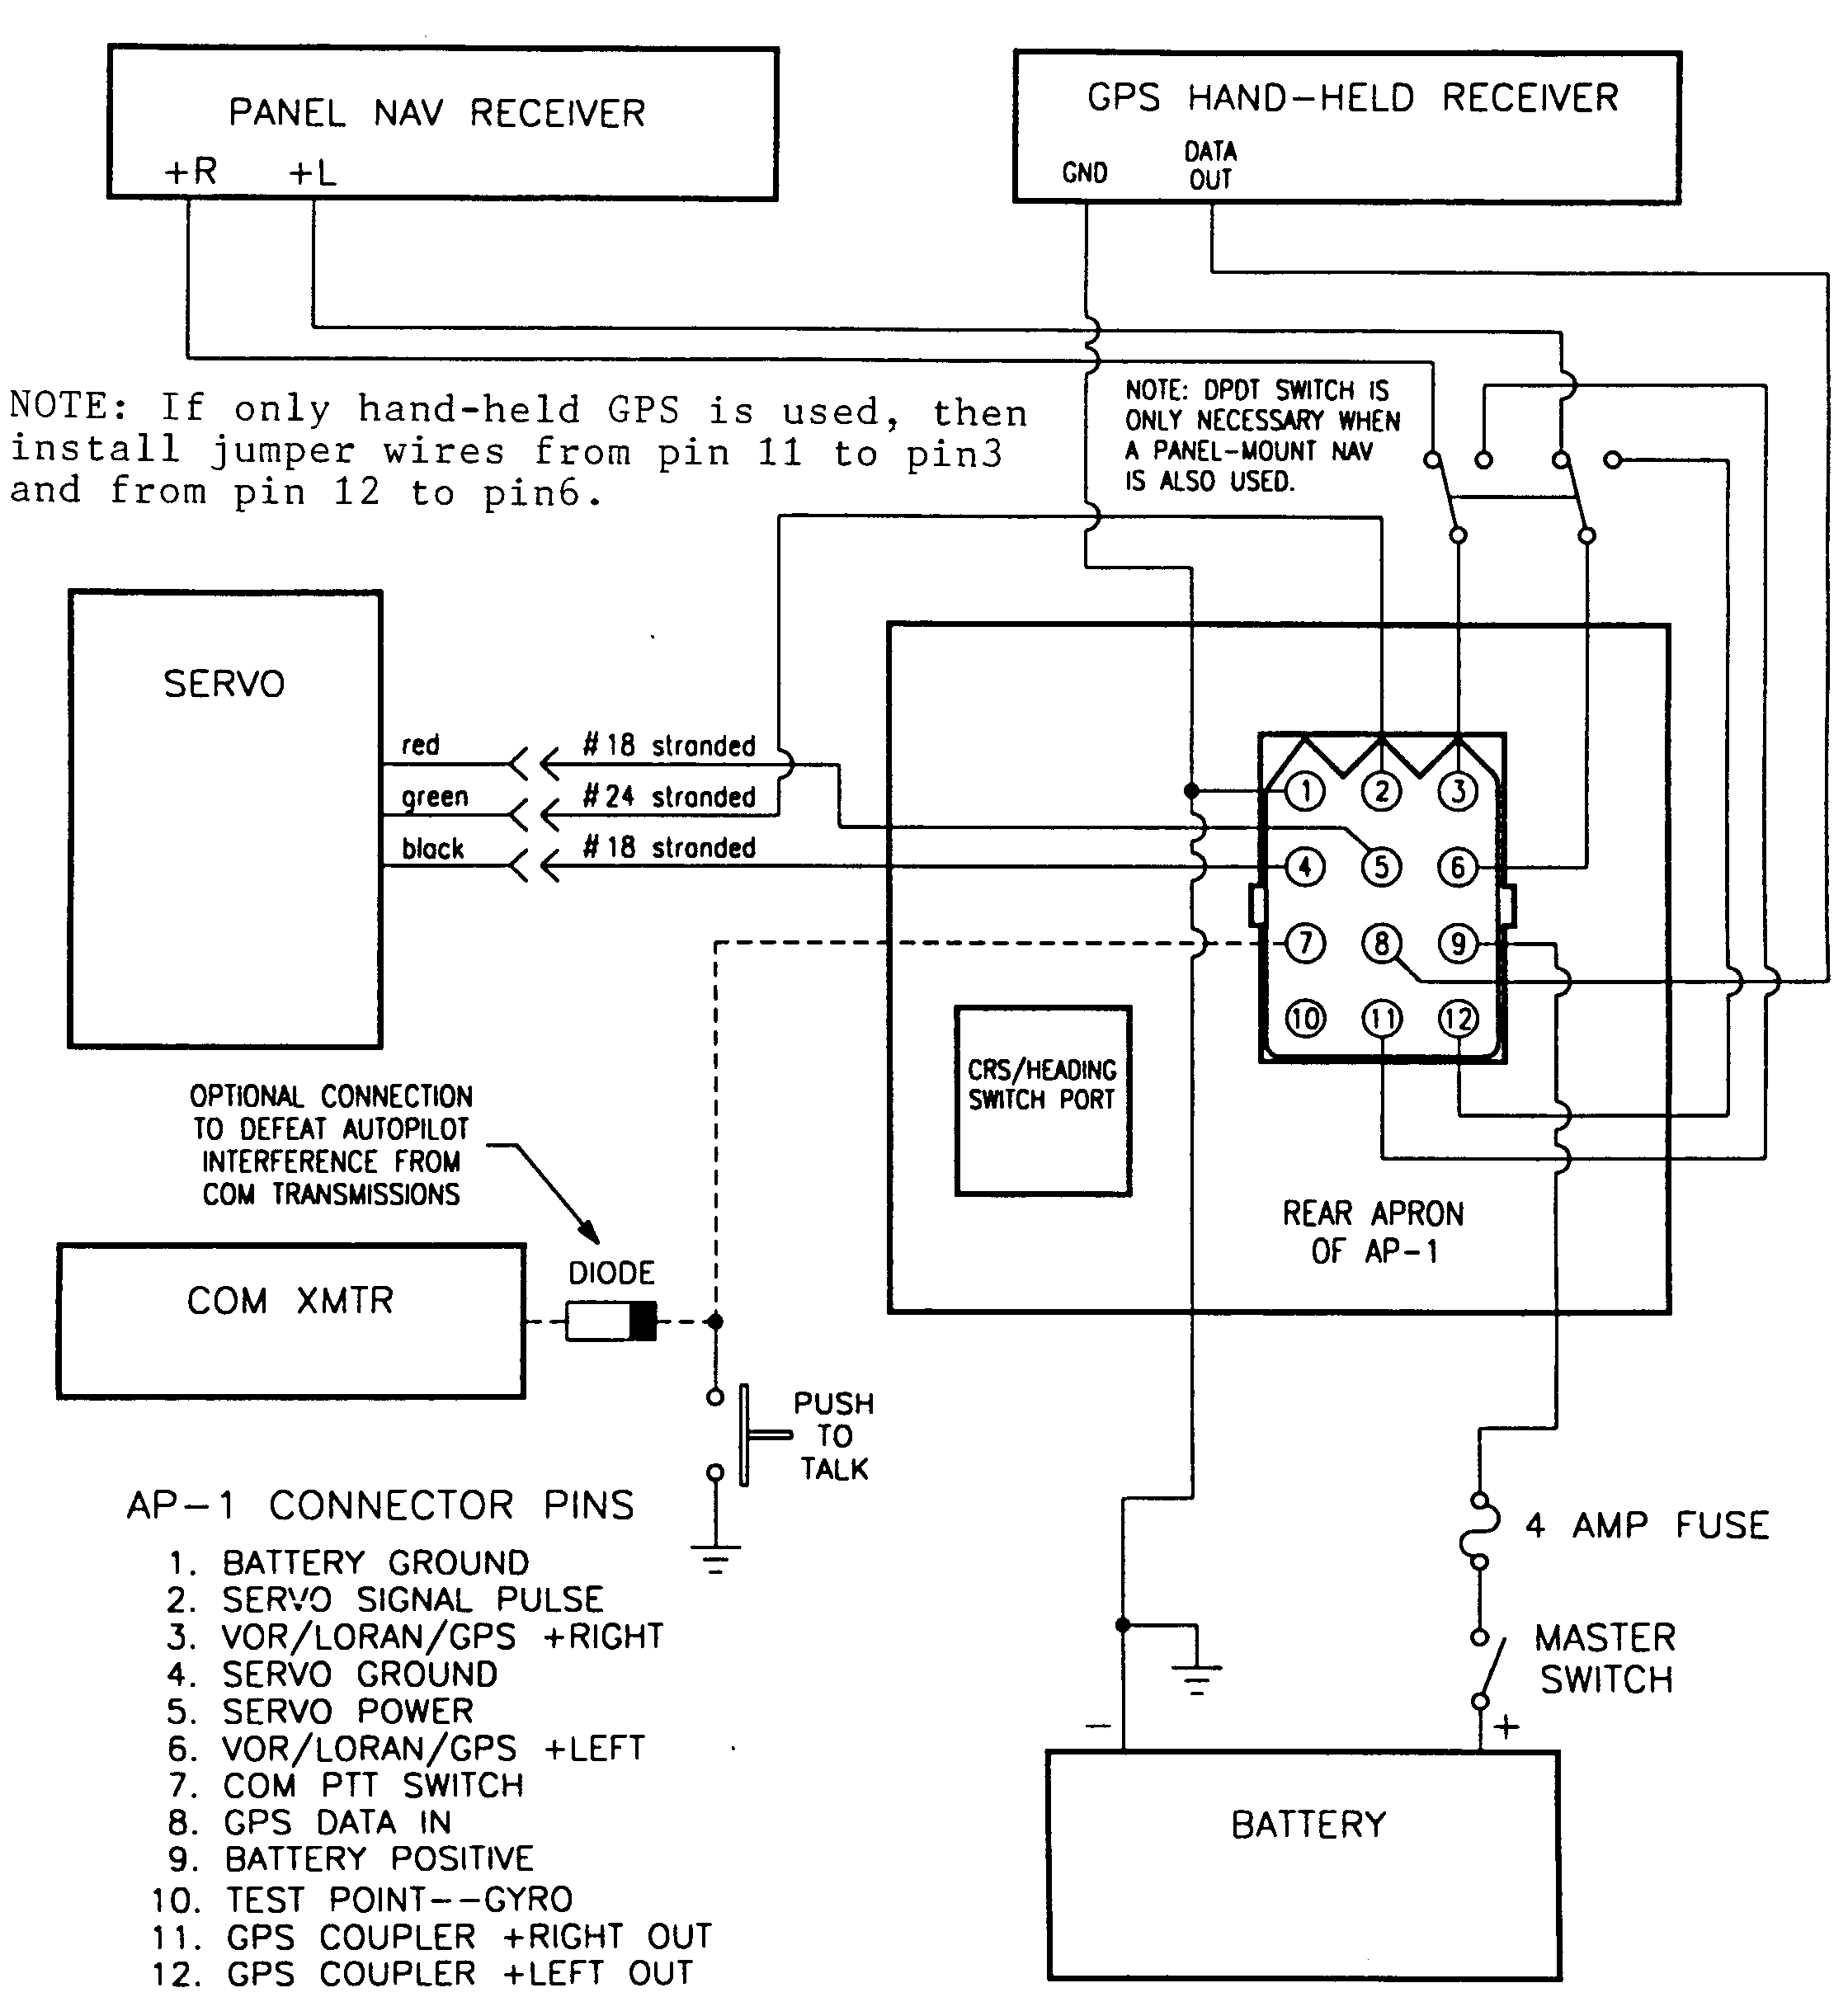 PANEL NAV RECEIVER
+R +L
GPS HAND-HELD RECEIVER
GND
DATA
OUT
NOTE: If only hand-held GPS is used, then
install jumper wires from pin 11 to pin3
and from pin 12 to pin6.
NOTE: DPDT SWITCH IS
ONLY NECESSARY WHEN
A PANEL-MOUNT NAV
IS ALSO USED.
SERVO
red #18 stranded
green #24 stranded
black #18 stranded
1 2 3
4 5 6
7 8 9
10 11 12
CRS/HEADING
SWITCH PORT
REAR APRON
OF AP-1
OPTIONAL CONNECTION
TO DEFEAT AUTOPILOT
INTERFERENCE FROM
COM TRANSMISSIONS
DIODE
COM XMTR
PUSH
TO
TALK
AP-1 CONNECTOR PINS
1. BATTERY GROUND
2. SERVO SIGNAL PULSE
3. VOR/LORAN/GPS +RIGHT
4. SERVO GROUND
5. SERVO POWER
6. VOR/LORAN/GPS +LEFT
7. COM PTT SWITCH
8. GPS DATA IN
9. BATTERY POSITIVE
10. TEST POINT--GYRO
11. GPS COUPLER +RIGHT OUT
12. GPS COUPLER +LEFT OUT
4 AMP FUSE
MASTER
SWITCH
- +
BATTERY